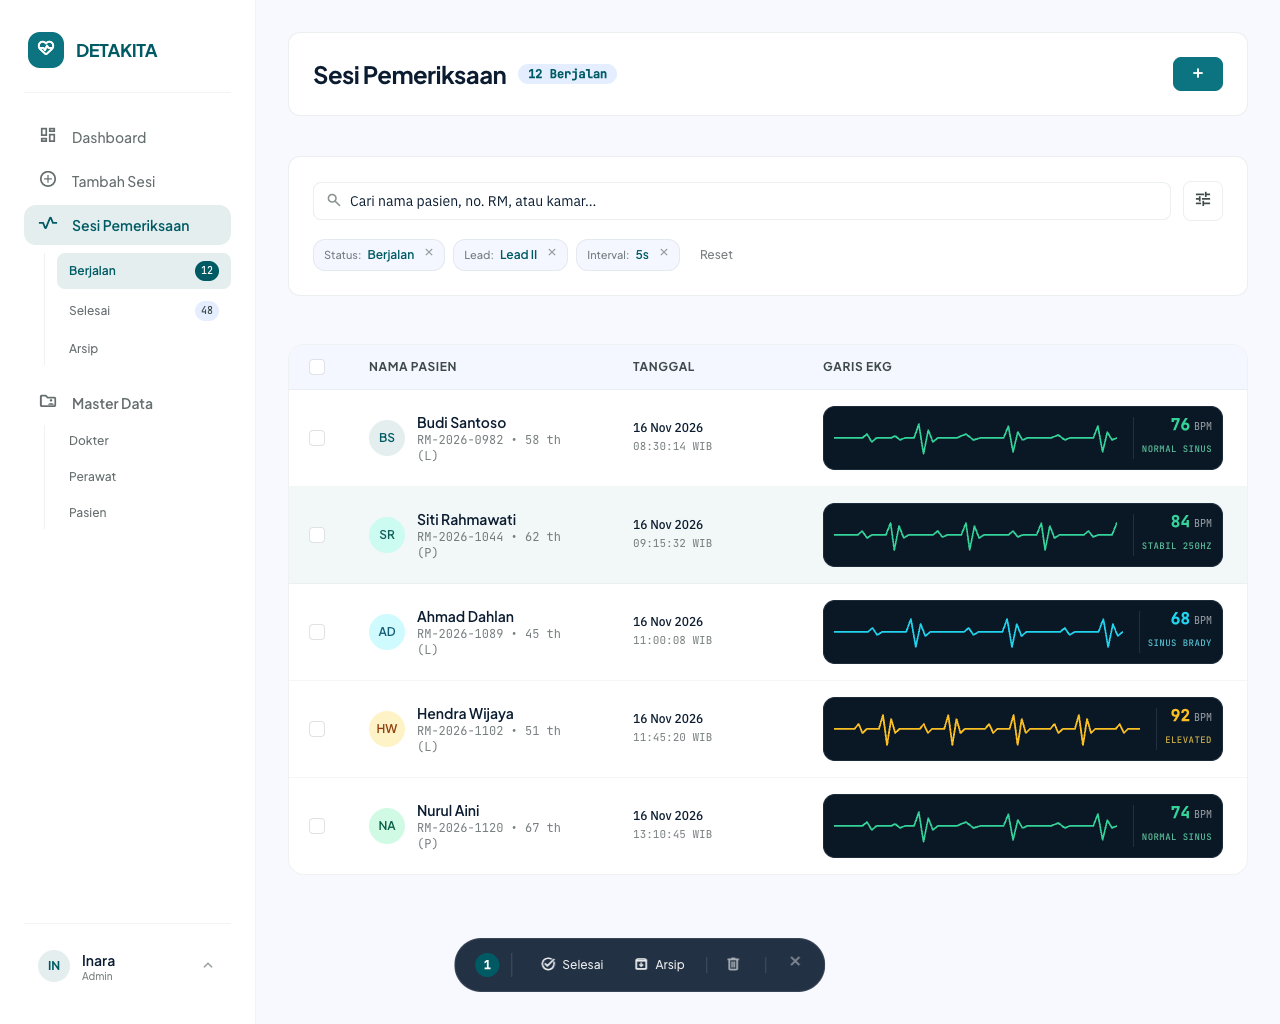 DETAKITA
Dashboard
Tambah Sesi
Sesi Pemeriksaan
Berjalan 12
Selesai 48
Arsip
Master Data
Dokter
Perawat
Pasien
IN Inara
Admin
Sesi Pemeriksaan 12 Berjalan +
Cari nama pasien, no. RM, atau kamar...
Status: Berjalan × Lead: Lead II × Interval: 5s × Reset
NAMA PASIEN TANGGAL GARIS EKG
BS Budi Santoso
RM-2026-0982 • 58 th
(L)
16 Nov 2026
08:30:14 WIB
76 BPM
NORMAL SINUS
SR Siti Rahmawati
RM-2026-1044 • 62 th
(P)
16 Nov 2026
09:15:32 WIB
84 BPM
STABIL 250HZ
AD Ahmad Dahlan
RM-2026-1089 • 45 th
(L)
16 Nov 2026
11:00:08 WIB
68 BPM
SINUS BRADY
HW Hendra Wijaya
RM-2026-1102 • 51 th
(L)
16 Nov 2026
11:45:20 WIB
92 BPM
ELEVATED
NA Nurul Aini
RM-2026-1120 • 67 th
(P)
16 Nov 2026
13:10:45 WIB
74 BPM
NORMAL SINUS
1 Selesai Arsip ×